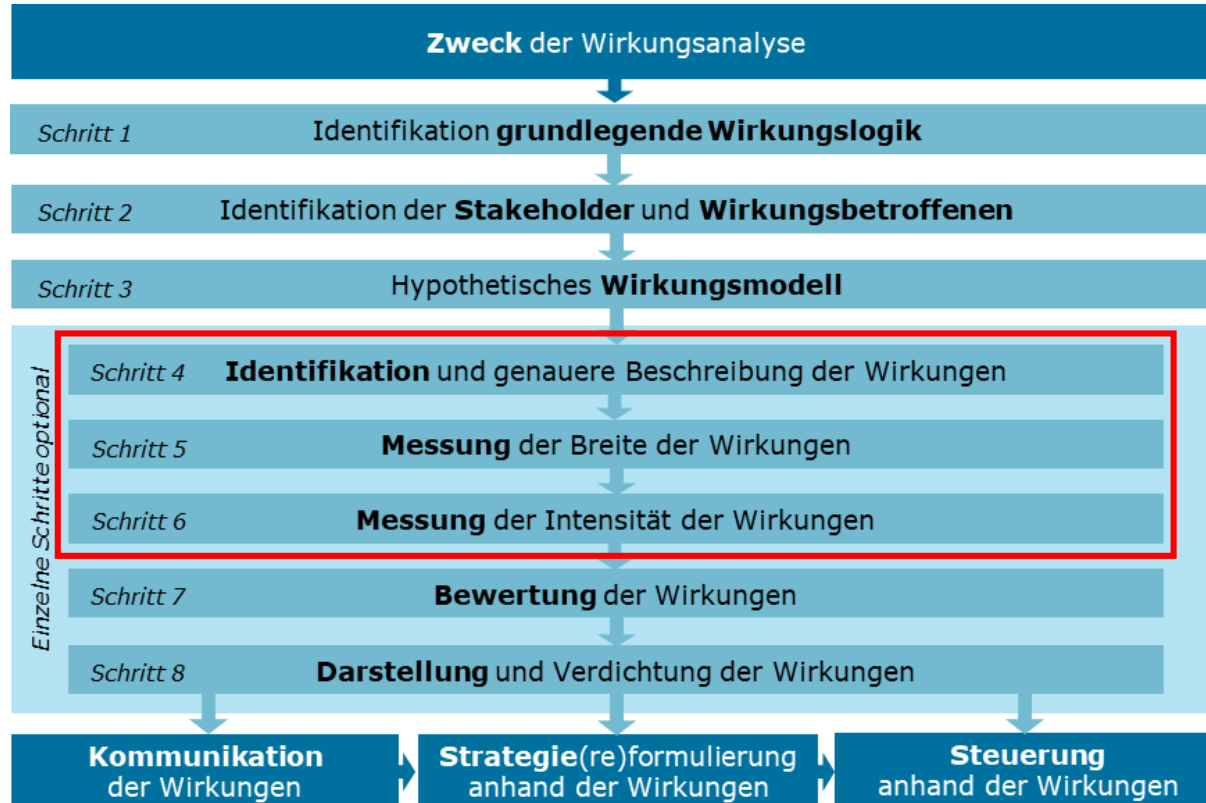 Zweck der Wirkungsanalyse
Schritt 1
Identifikation grundlegende Wirkungslogik
Schritt 2
Identifikation der Stakeholder und Wirkungsbetroffenen
Schritt 3
Hypothetisches Wirkungsmodell
Einzelne Schritte optional
Schritt 4
Identifikation und genauere Beschreibung der Wirkungen
Schritt 5
Messung der Breite der Wirkungen
Schritt 6
Messung der Intensität der Wirkungen
Schritt 7
Bewertung der Wirkungen
Schritt 8
Darstellung und Verdichtung der Wirkungen
Kommunikation
der Wirkungen
Strategie(re)formulierung
anhand der Wirkungen
Steuerung
anhand der Wirkungen